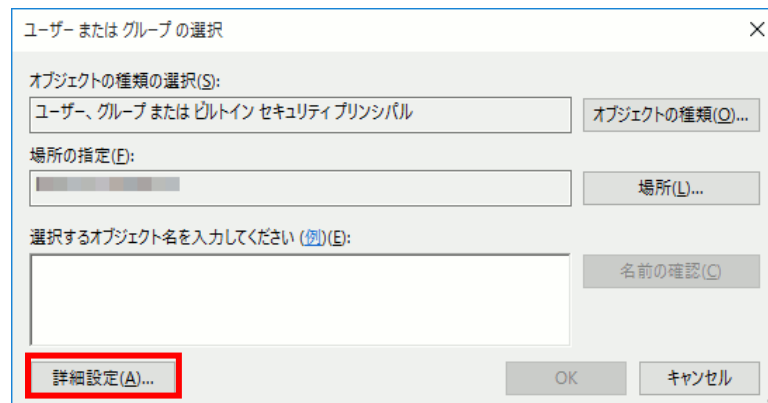 ユーザー または グループ の選択
オブジェクトの種類の選択(S):
ユーザー、グループ または ビルトイン セキュリティ プリンシパル
オブジェクトの種類(O)...
場所の指定(F):
場所(L)...
選択するオブジェクト名を入力してください (例)(E):
名前の確認(C)
詳細設定(A)...
OK
キャンセル